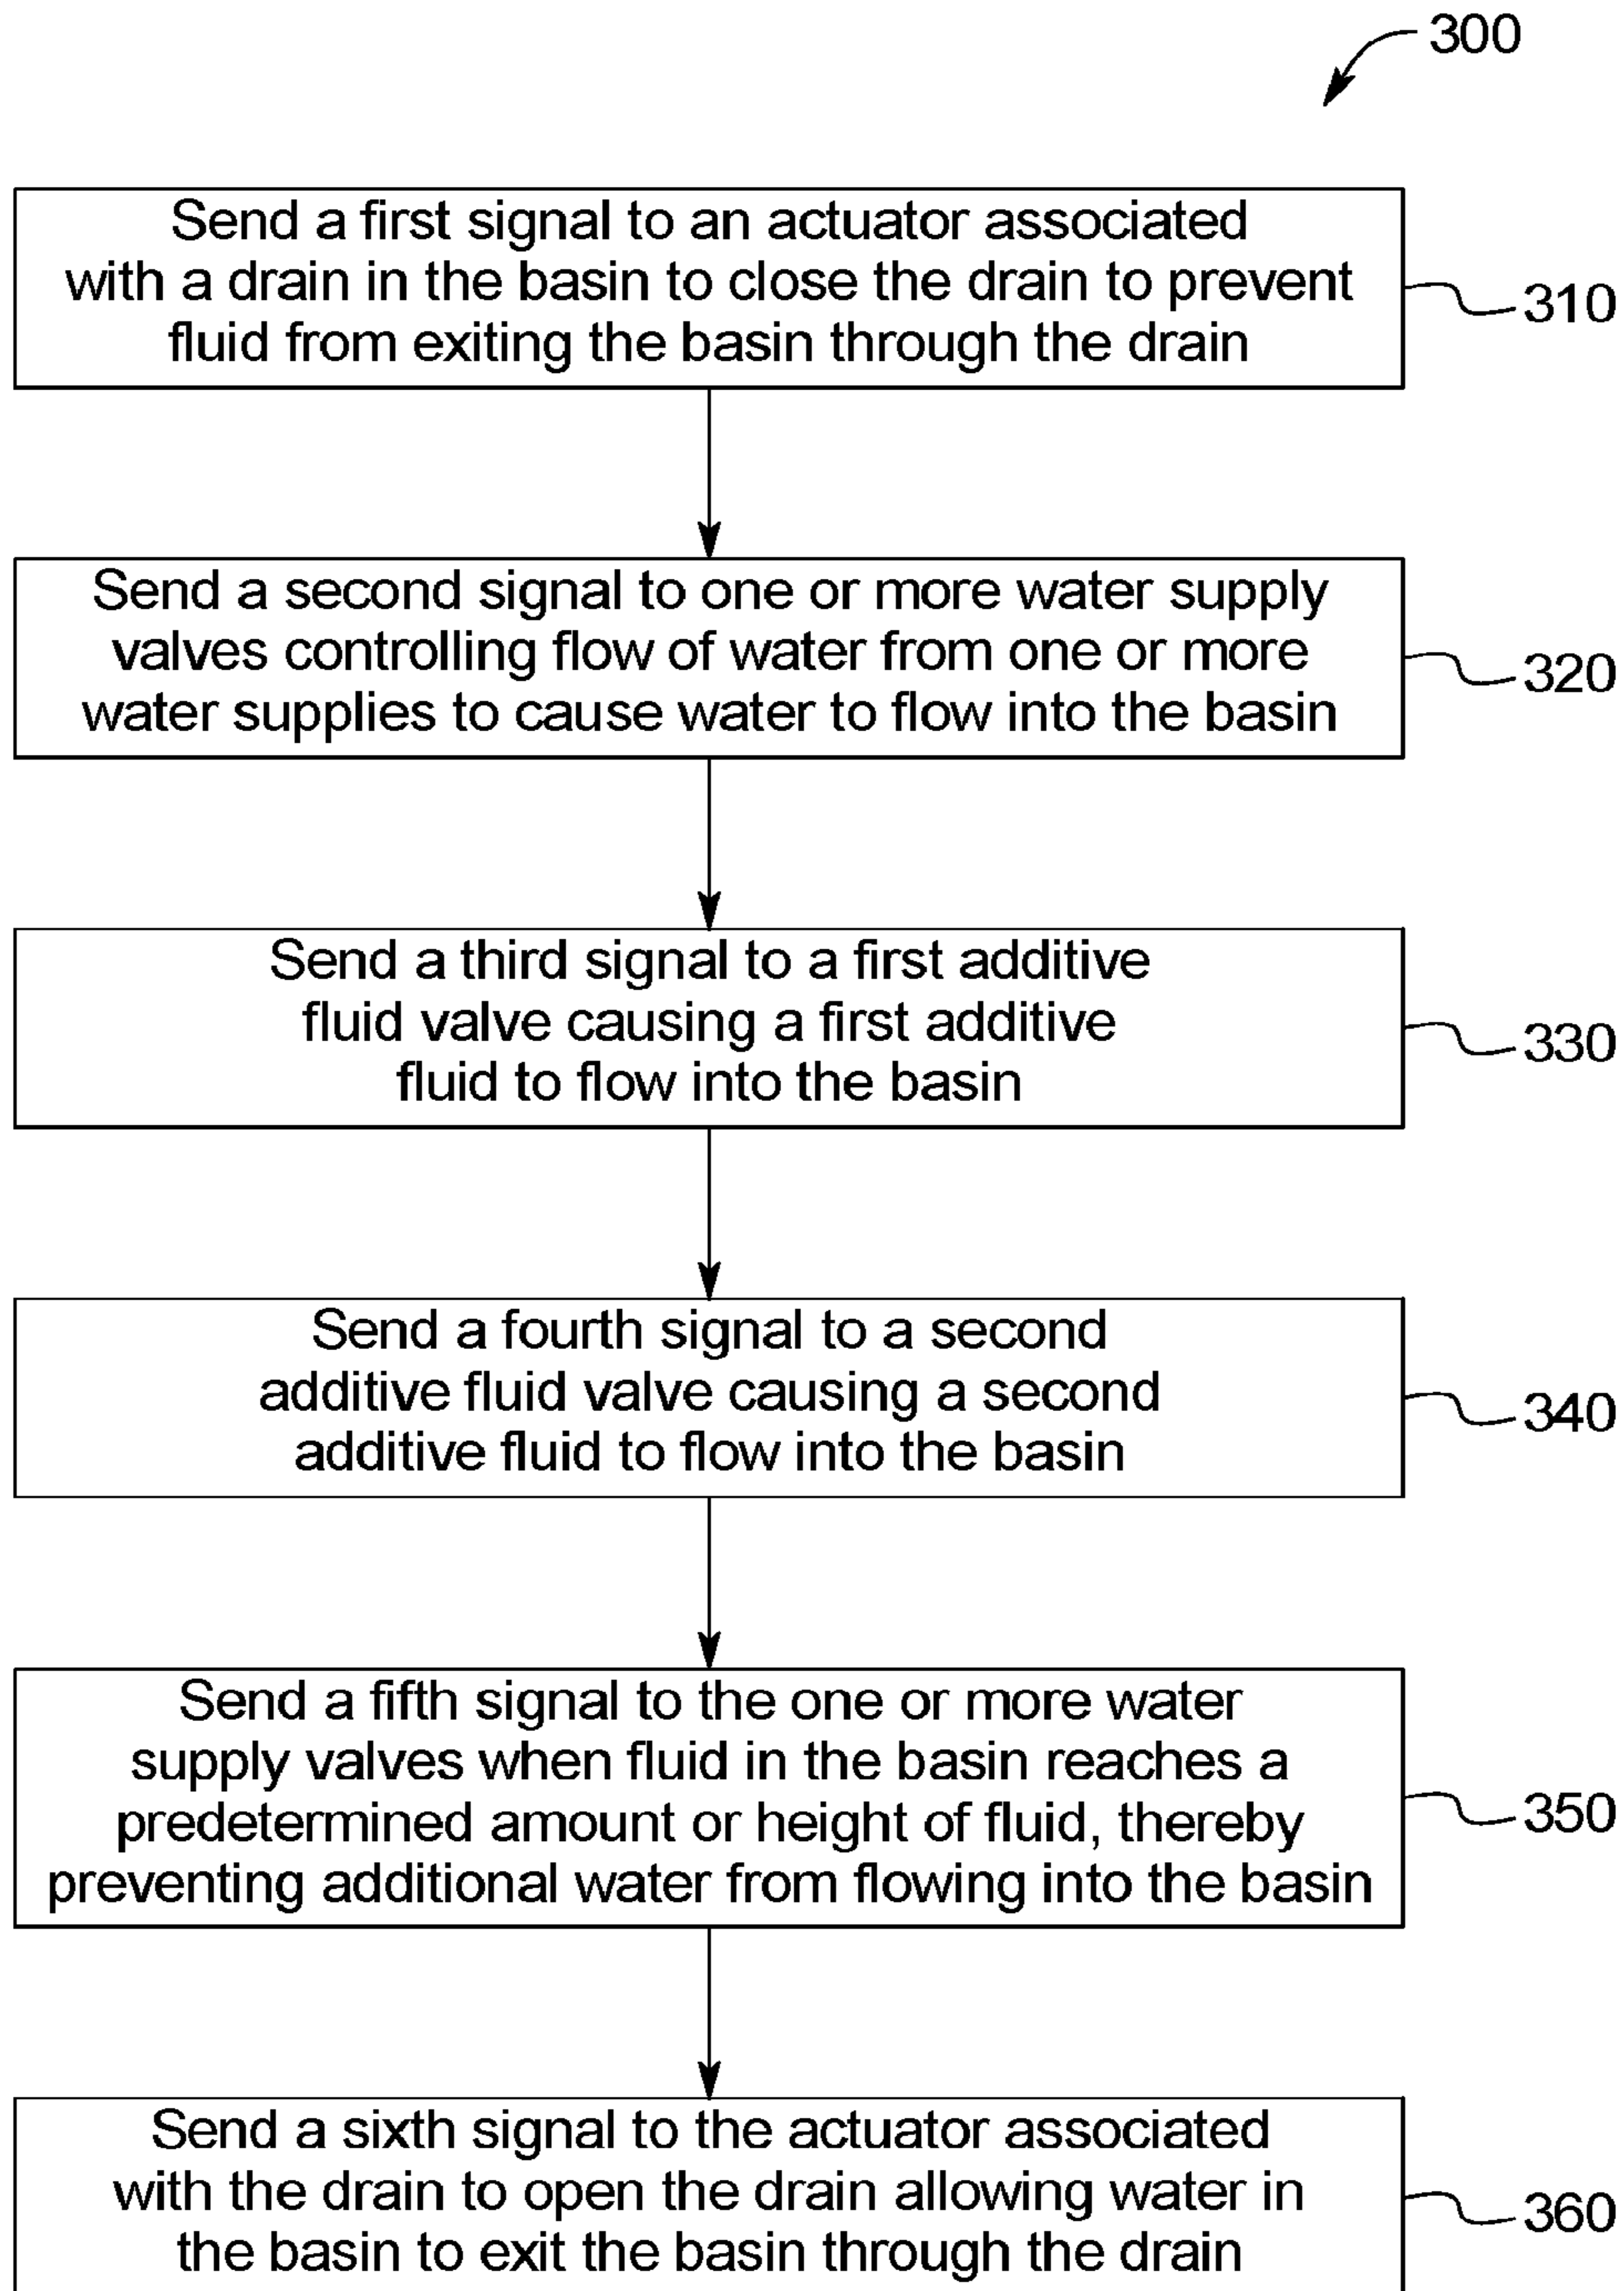 300
Send a first signal to an actuator associated
with a drain in the basin to close the drain to prevent
fluid from exiting the basin through the drain
310
Send a second signal to one or more water supply
valves controlling flow of water from one or more
water supplies to cause water to flow into the basin
320
Send a third signal to a first additive
fluid valve causing a first additive
fluid to flow into the basin
330
Send a fourth signal to a second
additive fluid valve causing a second
additive fluid to flow into the basin
340
Send a fifth signal to the one or more water
supply valves when fluid in the basin reaches a
predetermined amount or height of fluid, thereby
preventing additional water from flowing into the basin
350
Send a sixth signal to the actuator associated
with the drain to open the drain allowing water in
the basin to exit the basin through the drain
360